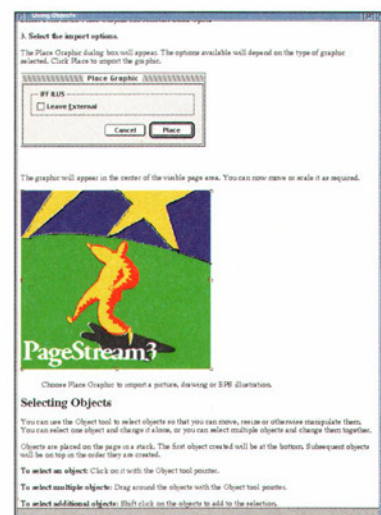 Using Objects
3. Select the import options.
The Place Graphic dialog box will appear. The options available will depend on the type of graphic
selected. Click Place to import the graphic.
Place Graphic
IFF ILUS
Leave External
Cancel
Place
The graphic will appear in the center of the visible page area. You can now move or scale it as required.
PageStream3
Choose Place Graphic to import a picture, drawing or EPS illustration.
Selecting Objects
You can use the Object tool to select objects so that you can move, resize or otherwise manipulate them.
You can select one object and change it alone, or you can select multiple objects and change them together.
Objects are placed on the page in a stack. The first object created will be at the bottom. Subsequent objects
will be on top in the order they are created.
To select an object: Click on it with the Object tool pointer.
To select multiple objects: Drag around the objects with the Object tool pointer.
To select additional objects: Shift click on the objects to add to the selection.